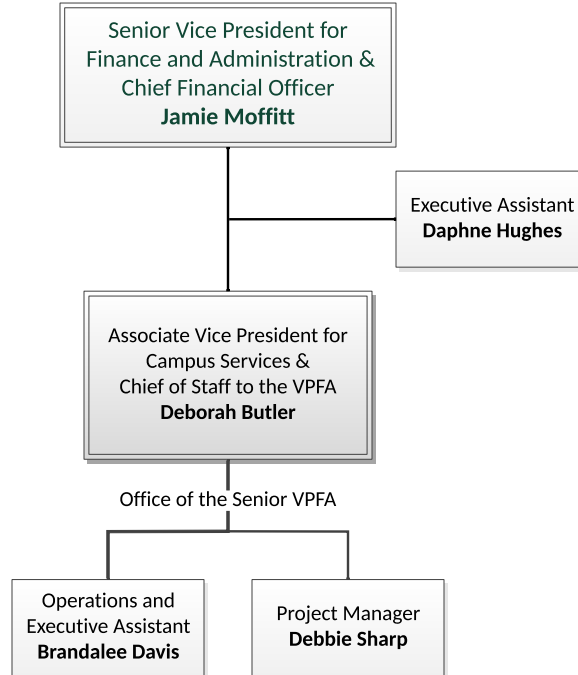 Senior Vice President for
Finance and Administration &
Chief Financial Officer
Jamie Moffitt
Executive Assistant
Daphne Hughes
Associate Vice President for
Campus Services &
Chief of Staff to the VPFA
Deborah Butler
Office of the Senior VPFA
Operations and
Executive Assistant
Brandalee Davis
Project Manager
Debbie Sharp